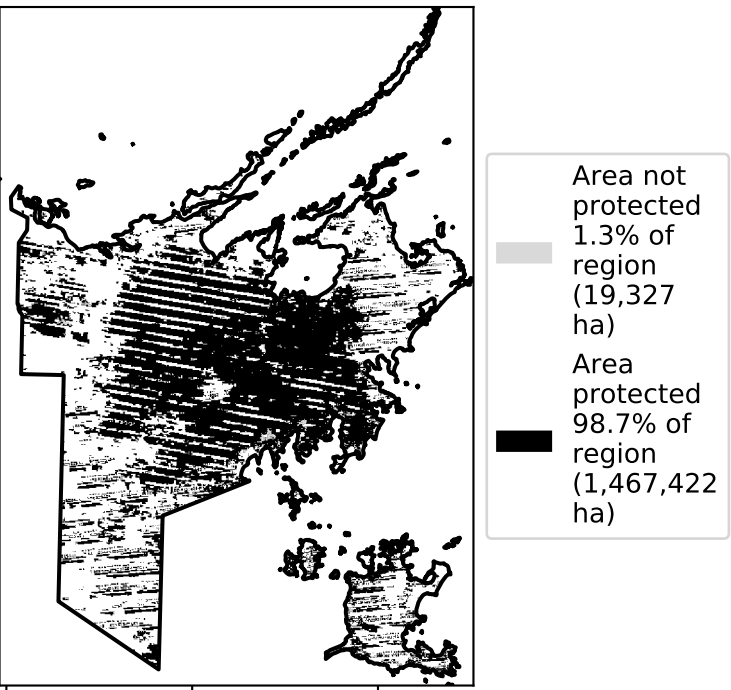 Area not
protected
1.3% of
region
(19,327
ha)
Area
protected
98.7% of
region
(1,467,422
ha)